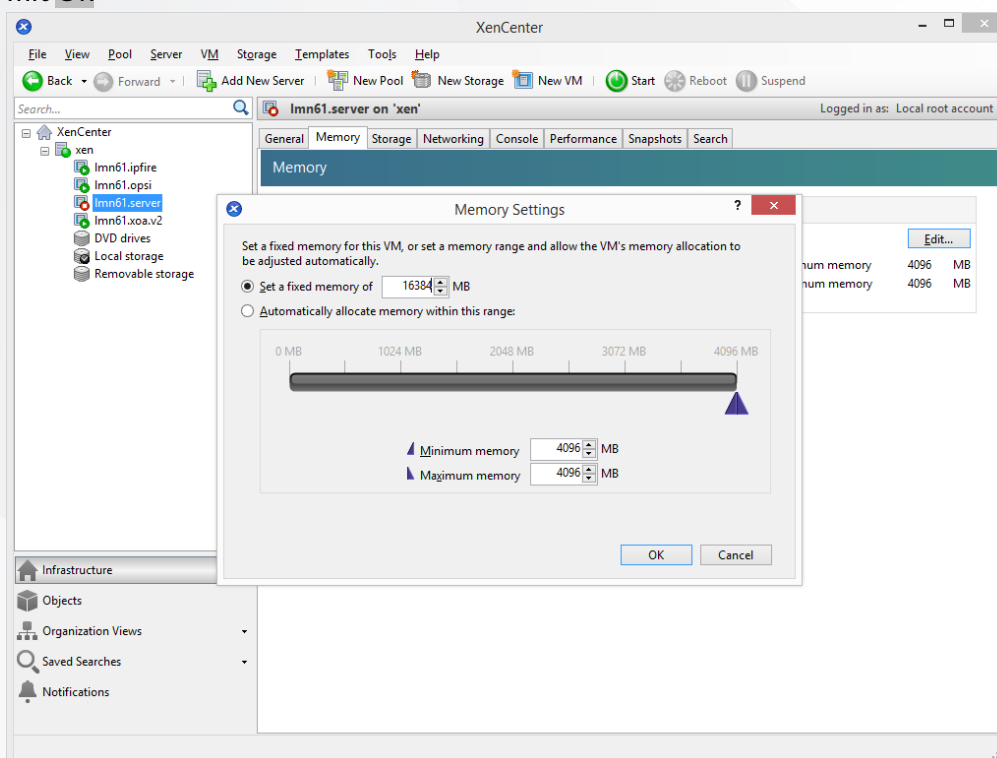 XenCenter
File View Pool Server VM Storage Templates Tools Help
Back Forward Add New Server New Pool New Storage New VM Start Reboot Suspend
Search...
lmn61.server on 'xen' Logged in as: Local root account
XenCenter
xen
lmn61.ipfire
lmn61.opsi
lmn61.server
lmn61.xoa.v2
DVD drives
Local storage
Removable storage
General Memory Storage Networking Console Performance Snapshots Search
Memory
Edit...
num memory 4096 MB
num memory 4096 MB
Memory Settings ?
Set a fixed memory for this VM, or set a memory range and allow the VM's memory allocation to
be adjusted automatically.
Set a fixed memory of 16384 MB
Automatically allocate memory within this range:
0 MB 1024 MB 2048 MB 3072 MB 4096 MB
Minimum memory 4096 MB
Maximum memory 4096 MB
OK Cancel
Infrastructure
Objects
Organization Views
Saved Searches
Notifications